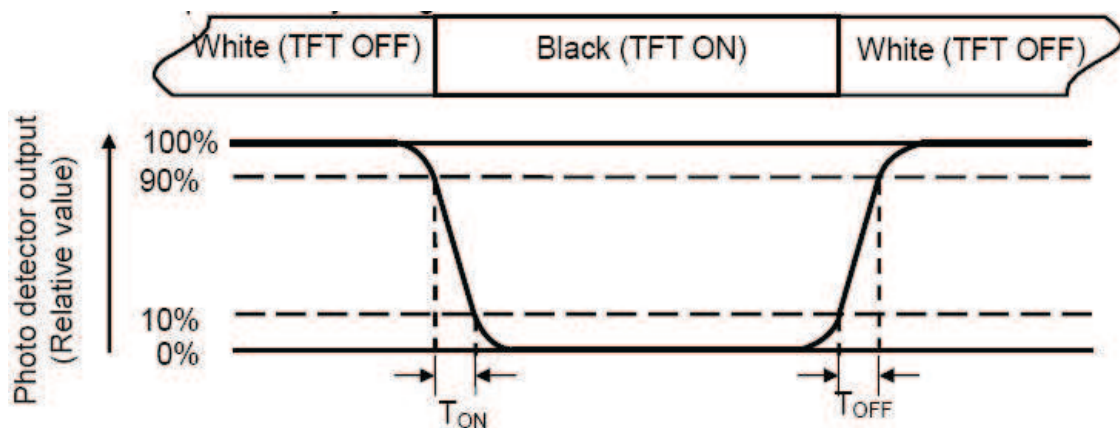 White (TFT OFF)
Black (TFT ON)
White (TFT OFF)
Photo detector output
(Relative value)
100%
90%
10%
0%
TON
TOFF